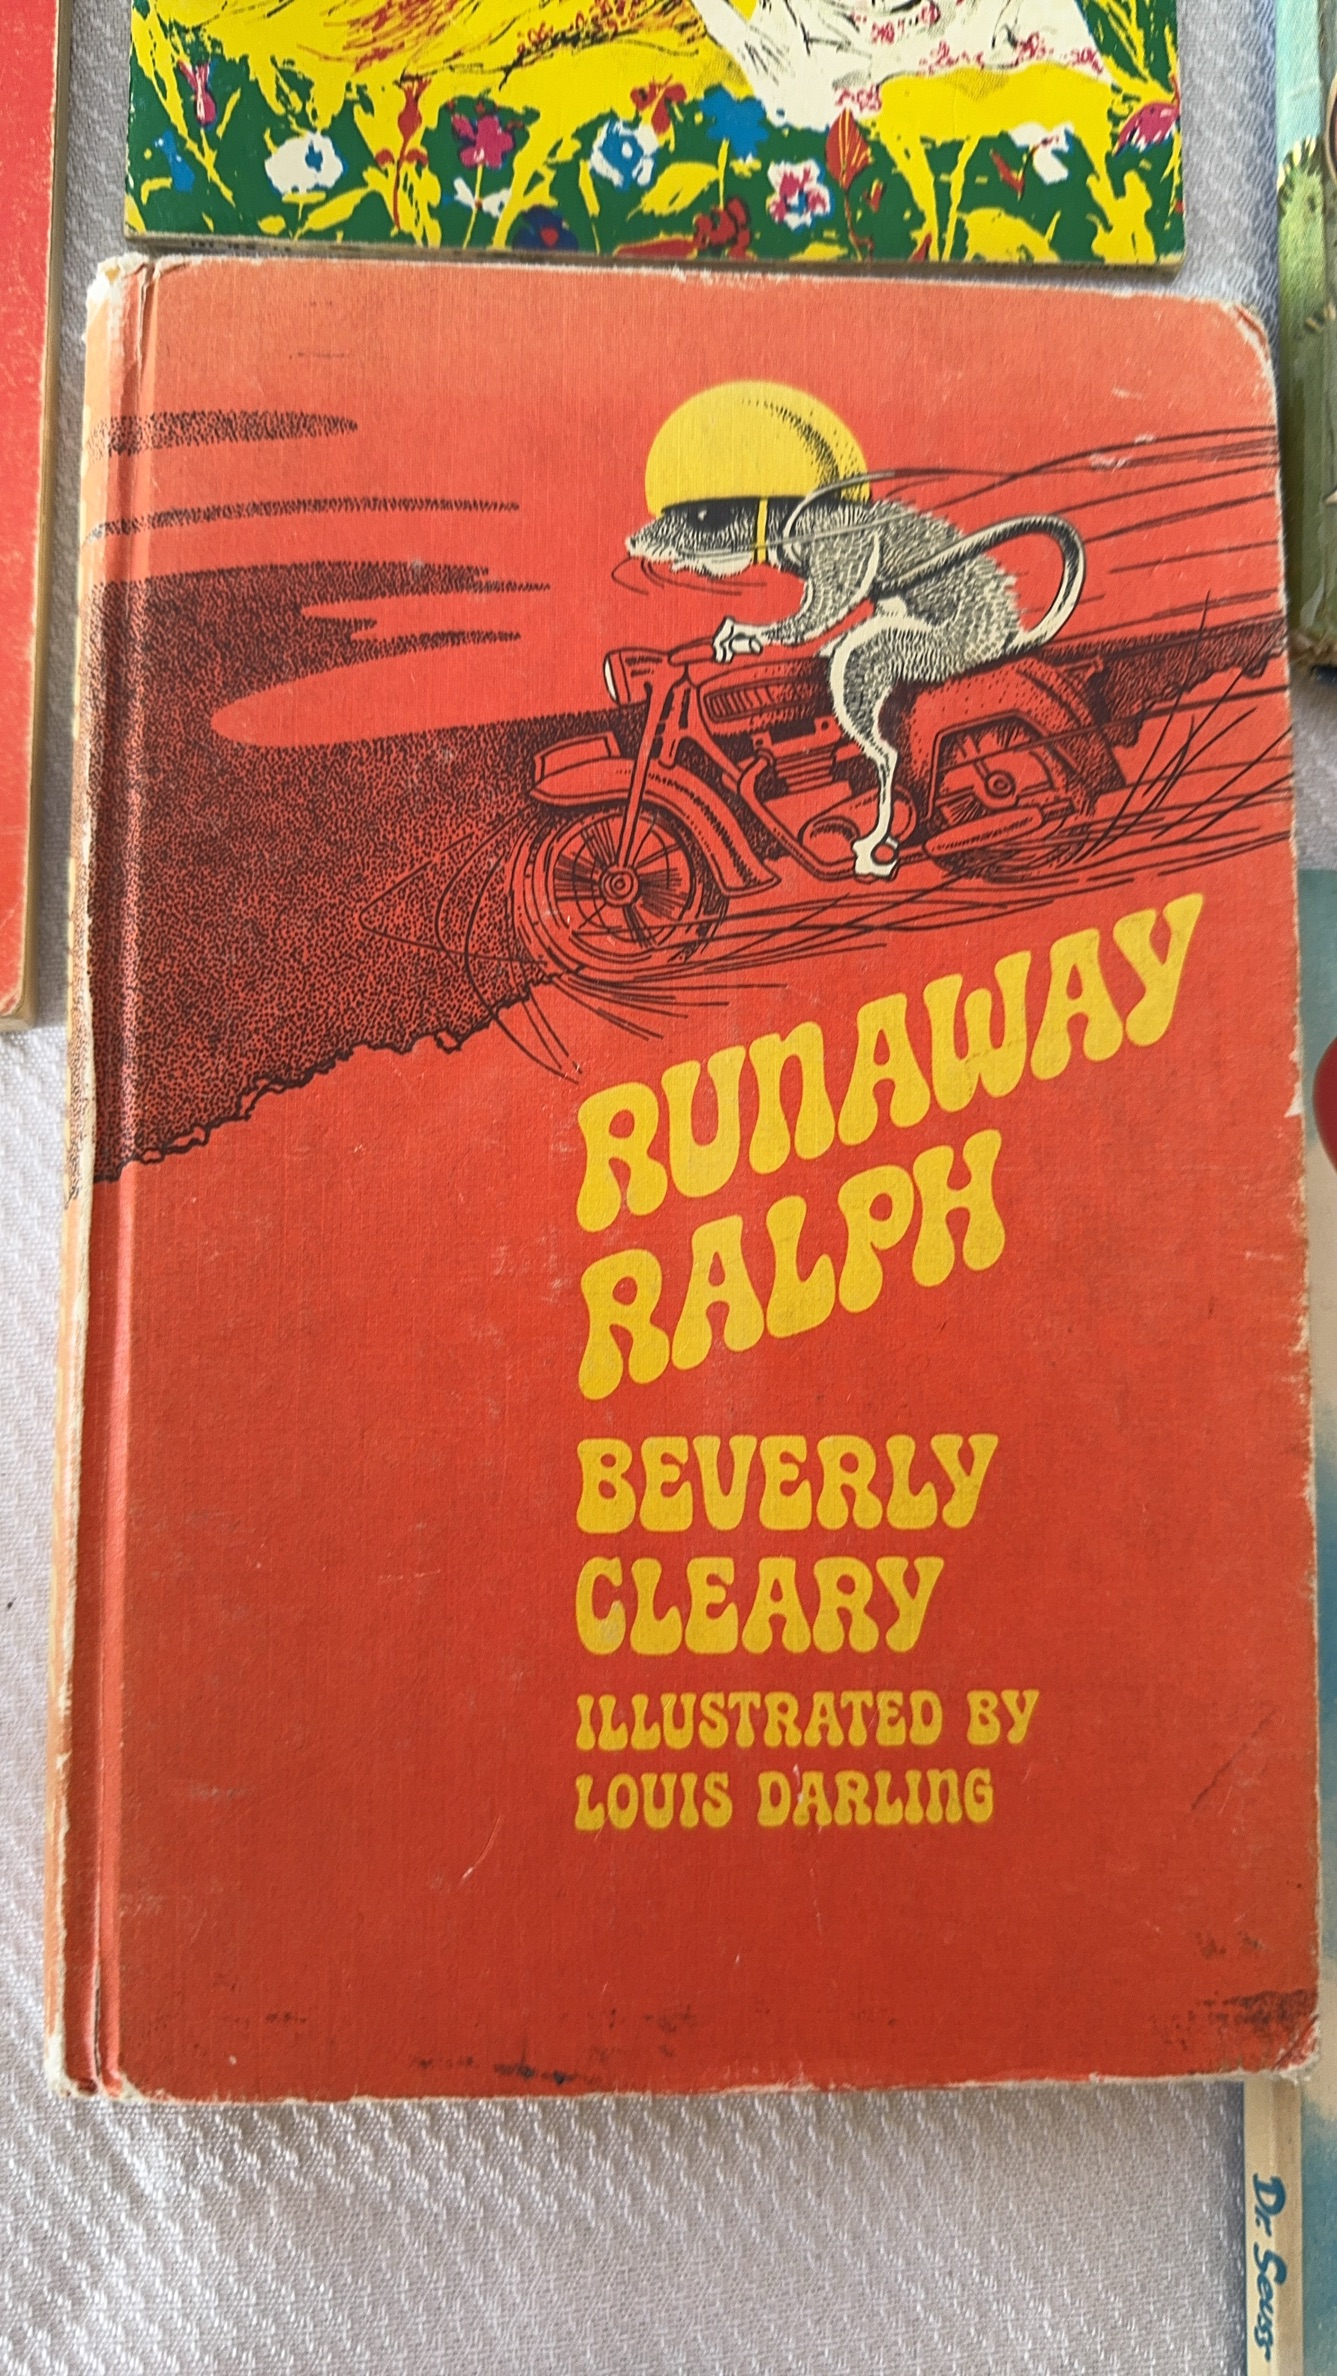 RUNAWAY
RALPH
BEVERLY
CLEARY
ILLUSTRATED BY
LOUIS DARLING
Dr. Seuss